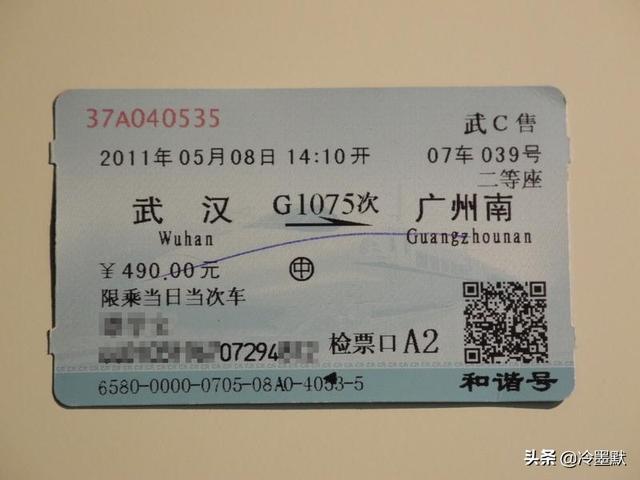 37A040535
武C售
2011年05月08日14:10开
07车039号
二等座
武汉 G1075次 广州南
Wuhan Guangzhounan
￥490.00元
中
限乘当日当次车
07294
检票口A2
6580-0000-0705-08A0-4053-5
和谐号
头条@冷墨默